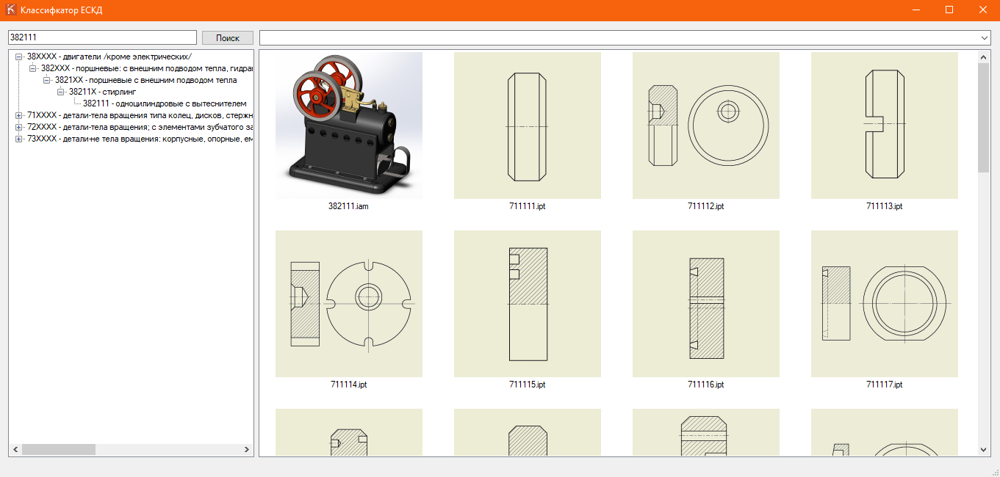 Классифкатор ЕСКД
382111
Поиск
38XXXX - двигатели /кроме электрических/
382XXX - поршневые: с внешним подводом тепла, гидра
3821XX - поршневые с внешним подводом тепла
38211X - стирлинг
382111 - одноцилиндровые с вытеснителем
71XXXX - детали-тела вращения типа колец, дисков, стержн
72XXXX - детали-тела вращения; с элементами зубчатого за
73XXXX - детали-не тела вращения: корпусные, опорные, ем
382111.iam
711111.ipt
711112.ipt
711113.ipt
711114.ipt
711115.ipt
711116.ipt
711117.ipt